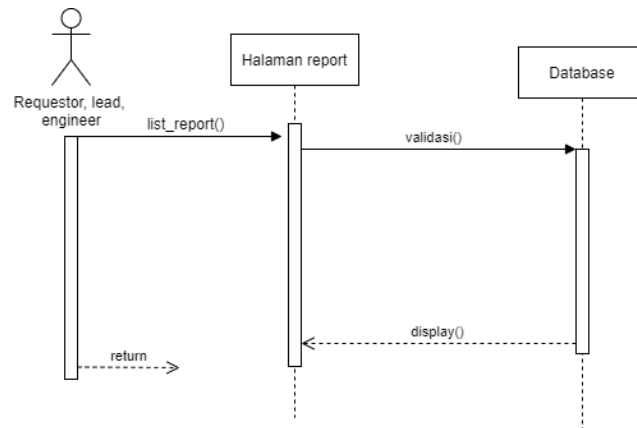 Requestor, lead,
engineer
Halaman report
Database
list_report()
validasi()
display()
return